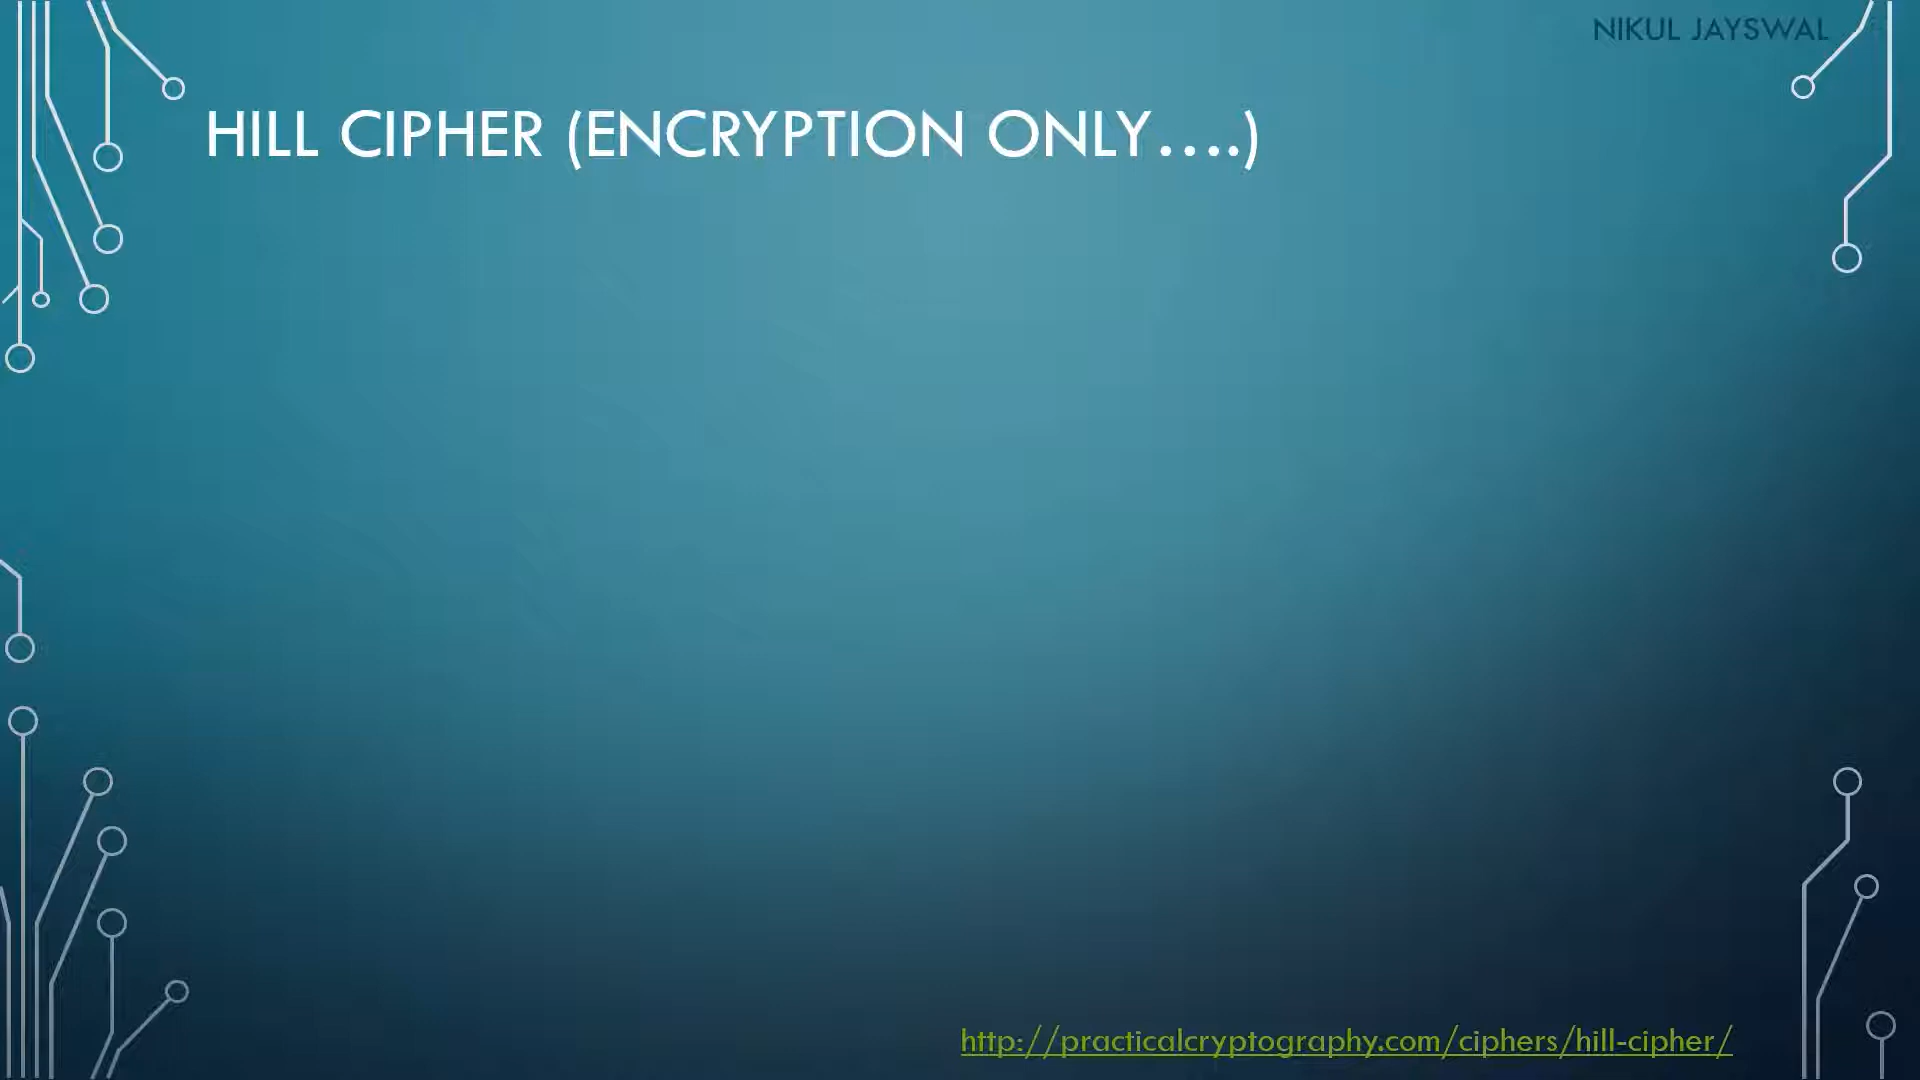 NIKUL JAYSWAL
HILL CIPHER (ENCRYPTION ONLY....)
http://practicalcryptography.com/ciphers/hill-cipher/